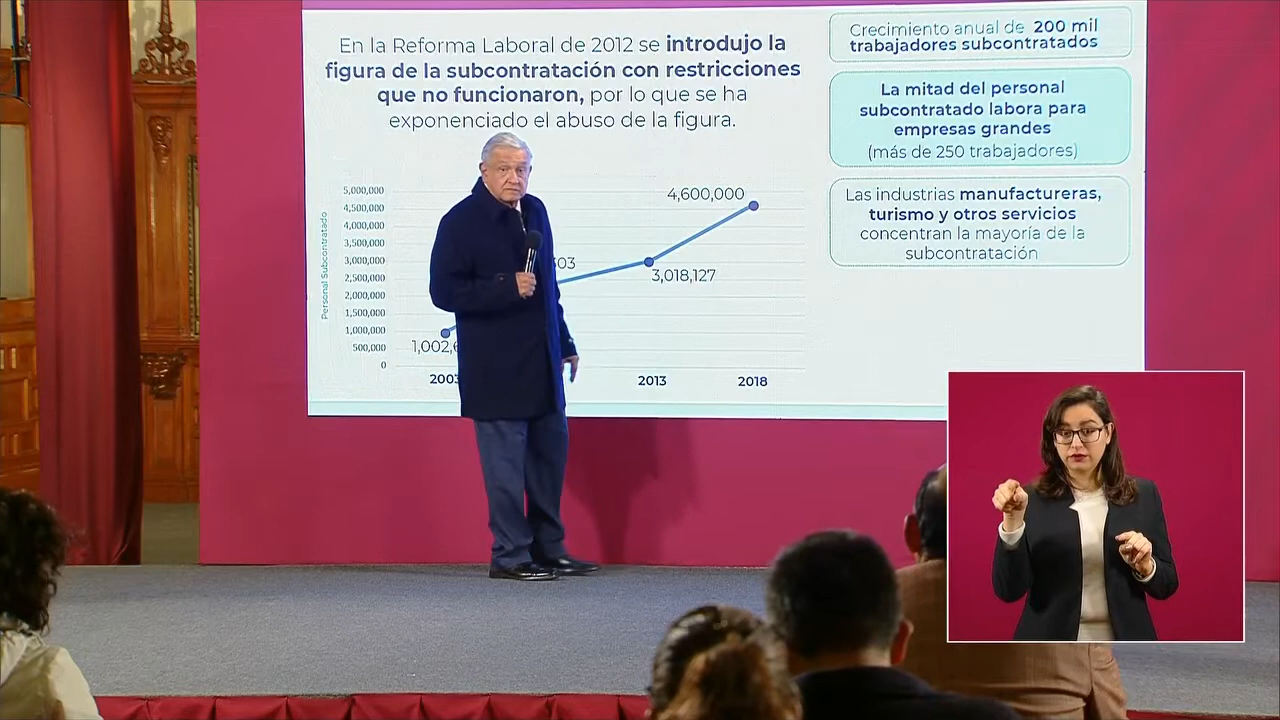 En la Reforma Laboral de 2012 se introdujo la
figura de la subcontratación con restricciones
que no funcionaron, por lo que se ha
exponenciado el abuso de la figura.
Crecimiento anual de 200 mil
trabajadores subcontratados
La mitad del personal
subcontratado labora para
empresas grandes
(más de 250 trabajadores)
Las industrias manufactureras,
turismo y otros servicios
concentran la mayoría de la
subcontratación
Personal Subcontratado
5,000,000
4,500,000
4,000,000
3,500,000
3,000,000
2,500,000
2,000,000
1,500,000
1,000,000
500,000
0
4,600,000
3,018,127
2003
2013
2018